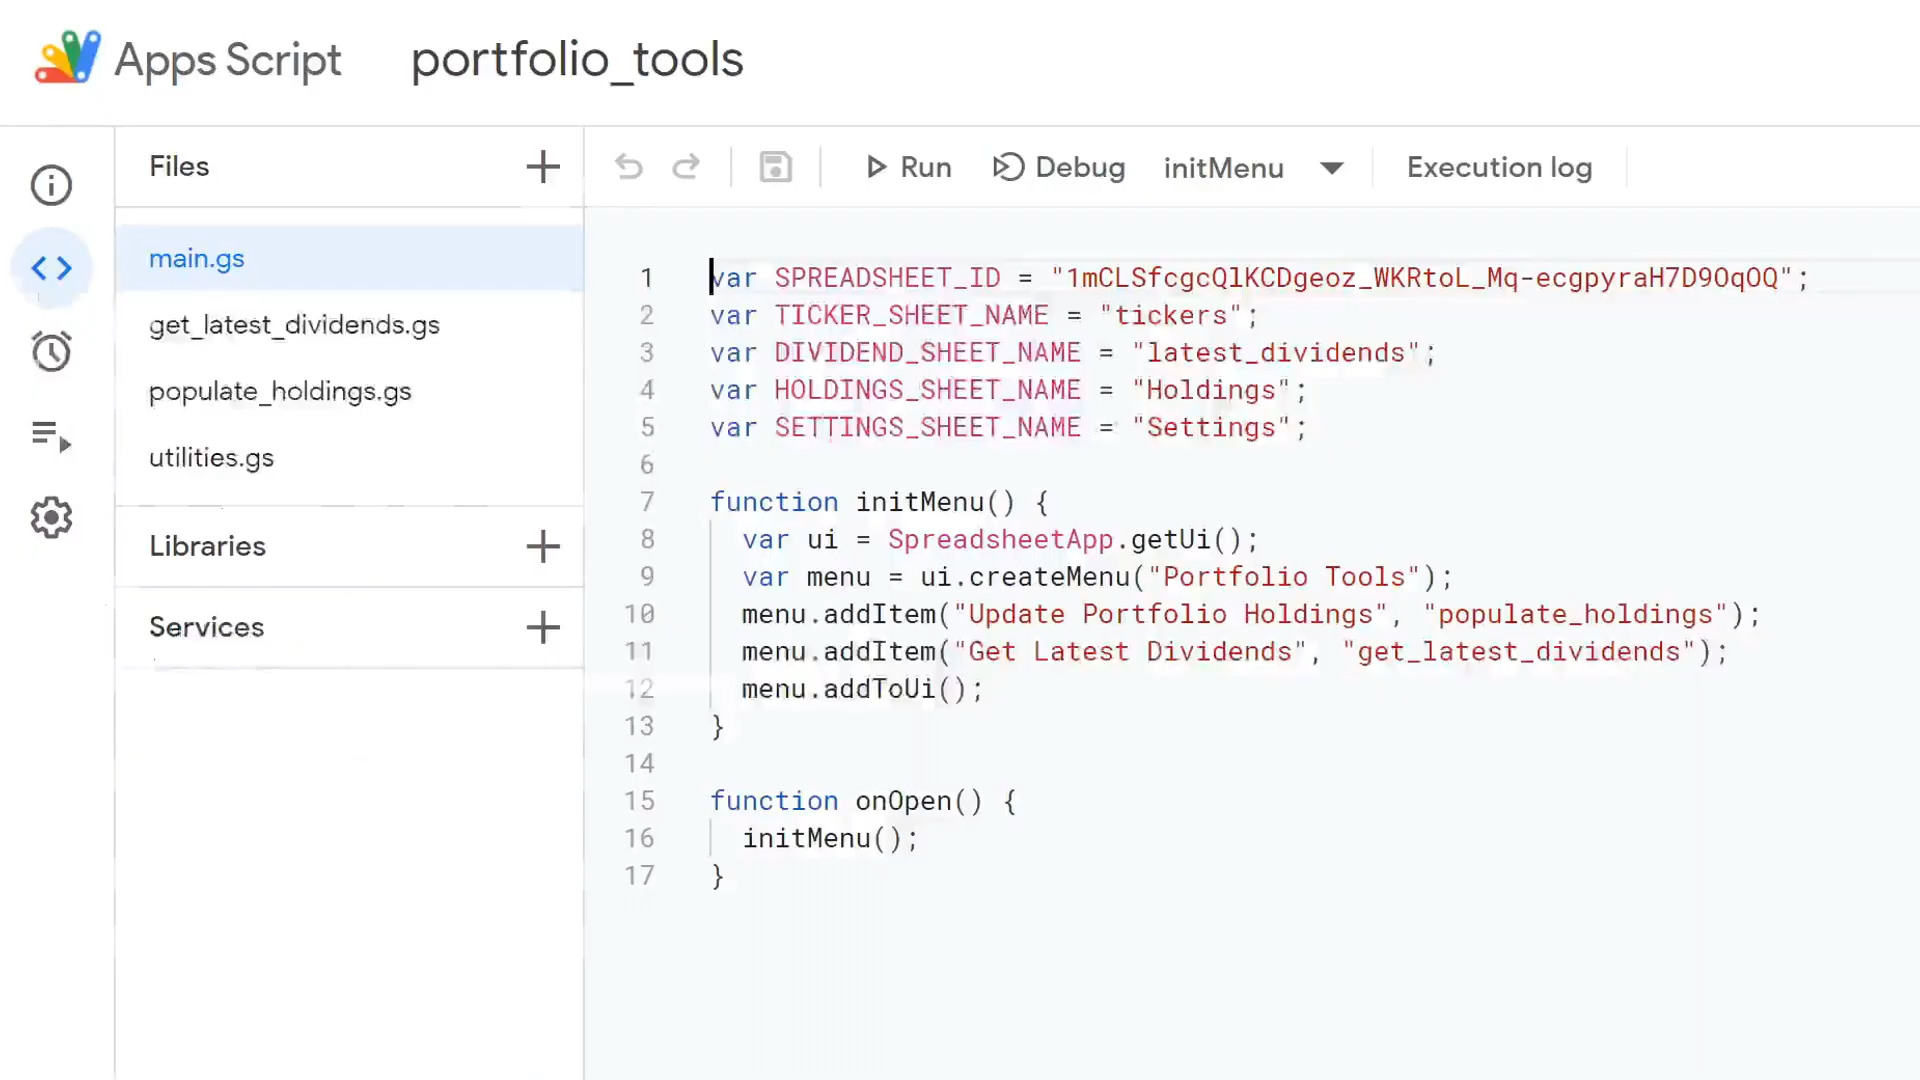 Apps Script portfolio_tools
Files
main.gs
get_latest_dividends.gs
populate_holdings.gs
utilities.gs
Libraries
Services
Run Debug initMenu Execution log
1 var SPREADSHEET_ID = "1mCLSfcgcQlKCDgeoz_WKRtoL_Mq-ecgpyraH7D9OqOQ";
2 var TICKER_SHEET_NAME = "tickers";
3 var DIVIDEND_SHEET_NAME = "latest_dividends";
4 var HOLDINGS_SHEET_NAME = "Holdings";
5 var SETTINGS_SHEET_NAME = "Settings";
6
7 function initMenu() {
8 var ui = SpreadsheetApp.getUi();
9 var menu = ui.createMenu("Portfolio Tools");
10 menu.addItem("Update Portfolio Holdings", "populate_holdings");
11 menu.addItem("Get Latest Dividends", "get_latest_dividends");
12 menu.addToUi();
13 }
14
15 function onOpen() {
16 initMenu();
17 }